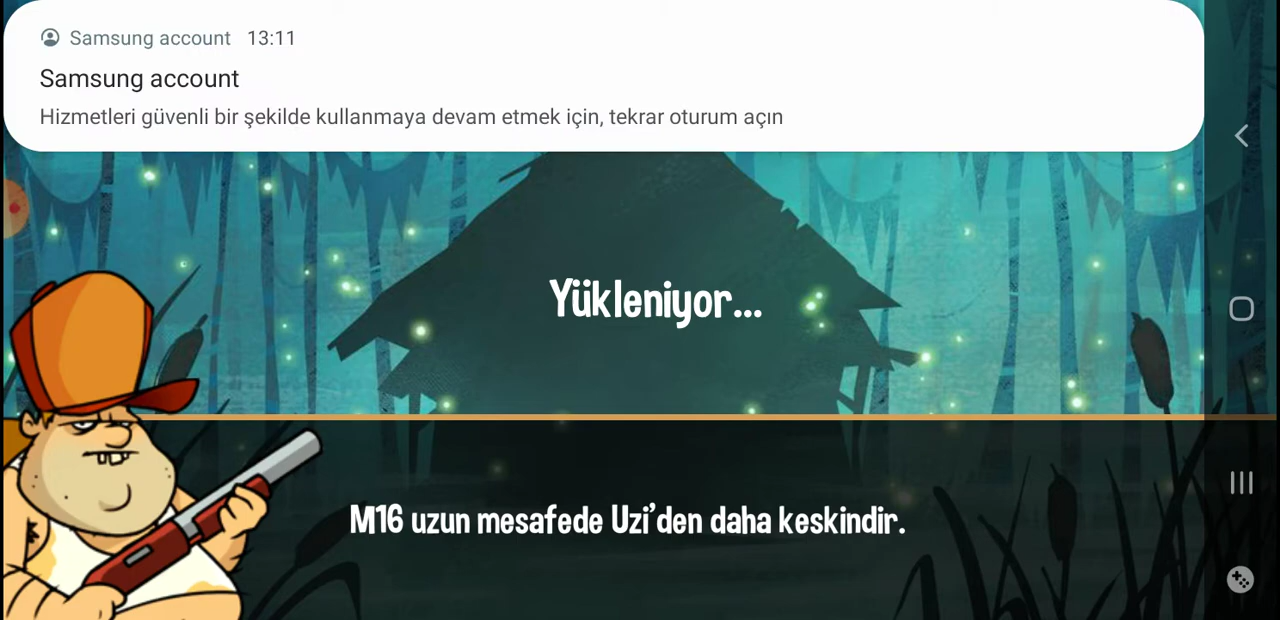 Samsung account 13:11
Samsung account
Hizmetleri güvenli bir şekilde kullanmaya devam etmek için, tekrar oturum açın
Yükleniyor...
M16 uzun mesafede Uzi'den daha keskindir.